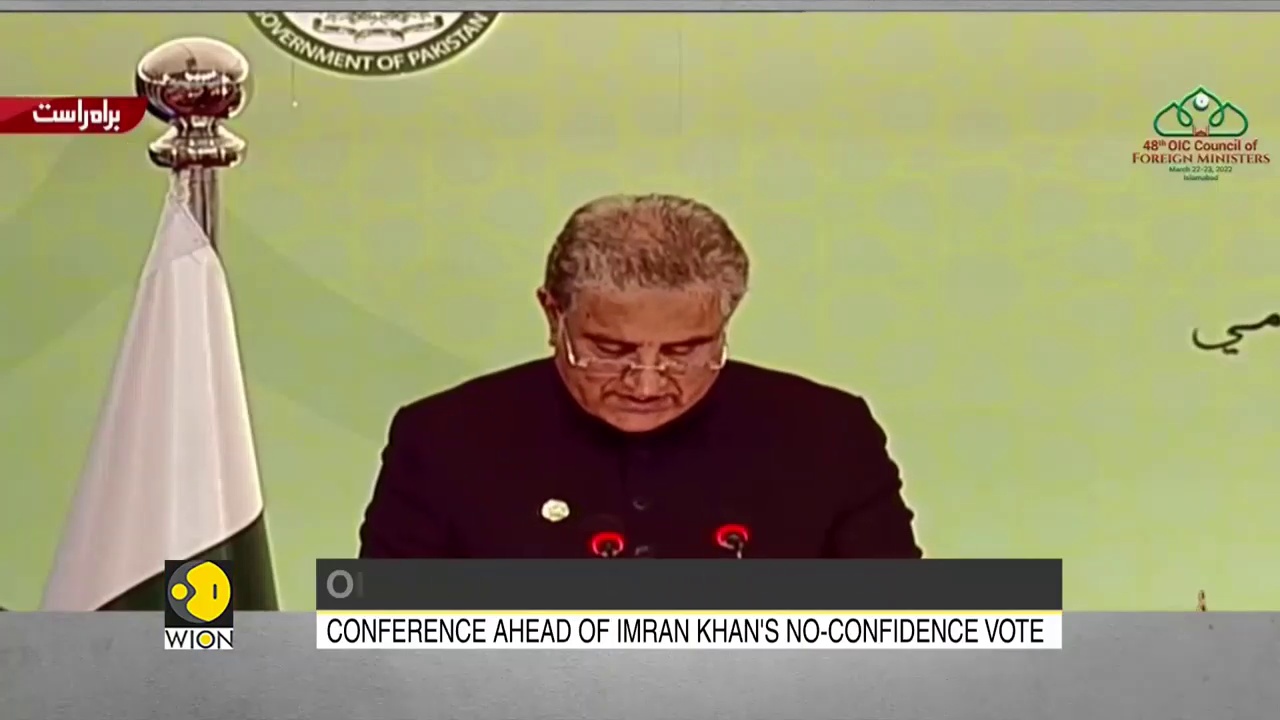 GOVERNMENT OF PAKISTAN
براہ راست
48th OIC Council of
FOREIGN MINISTERS
March 22-23, 2022
Islamabad
مي
O
WION
CONFERENCE AHEAD OF IMRAN KHAN'S NO-CONFIDENCE VOTE